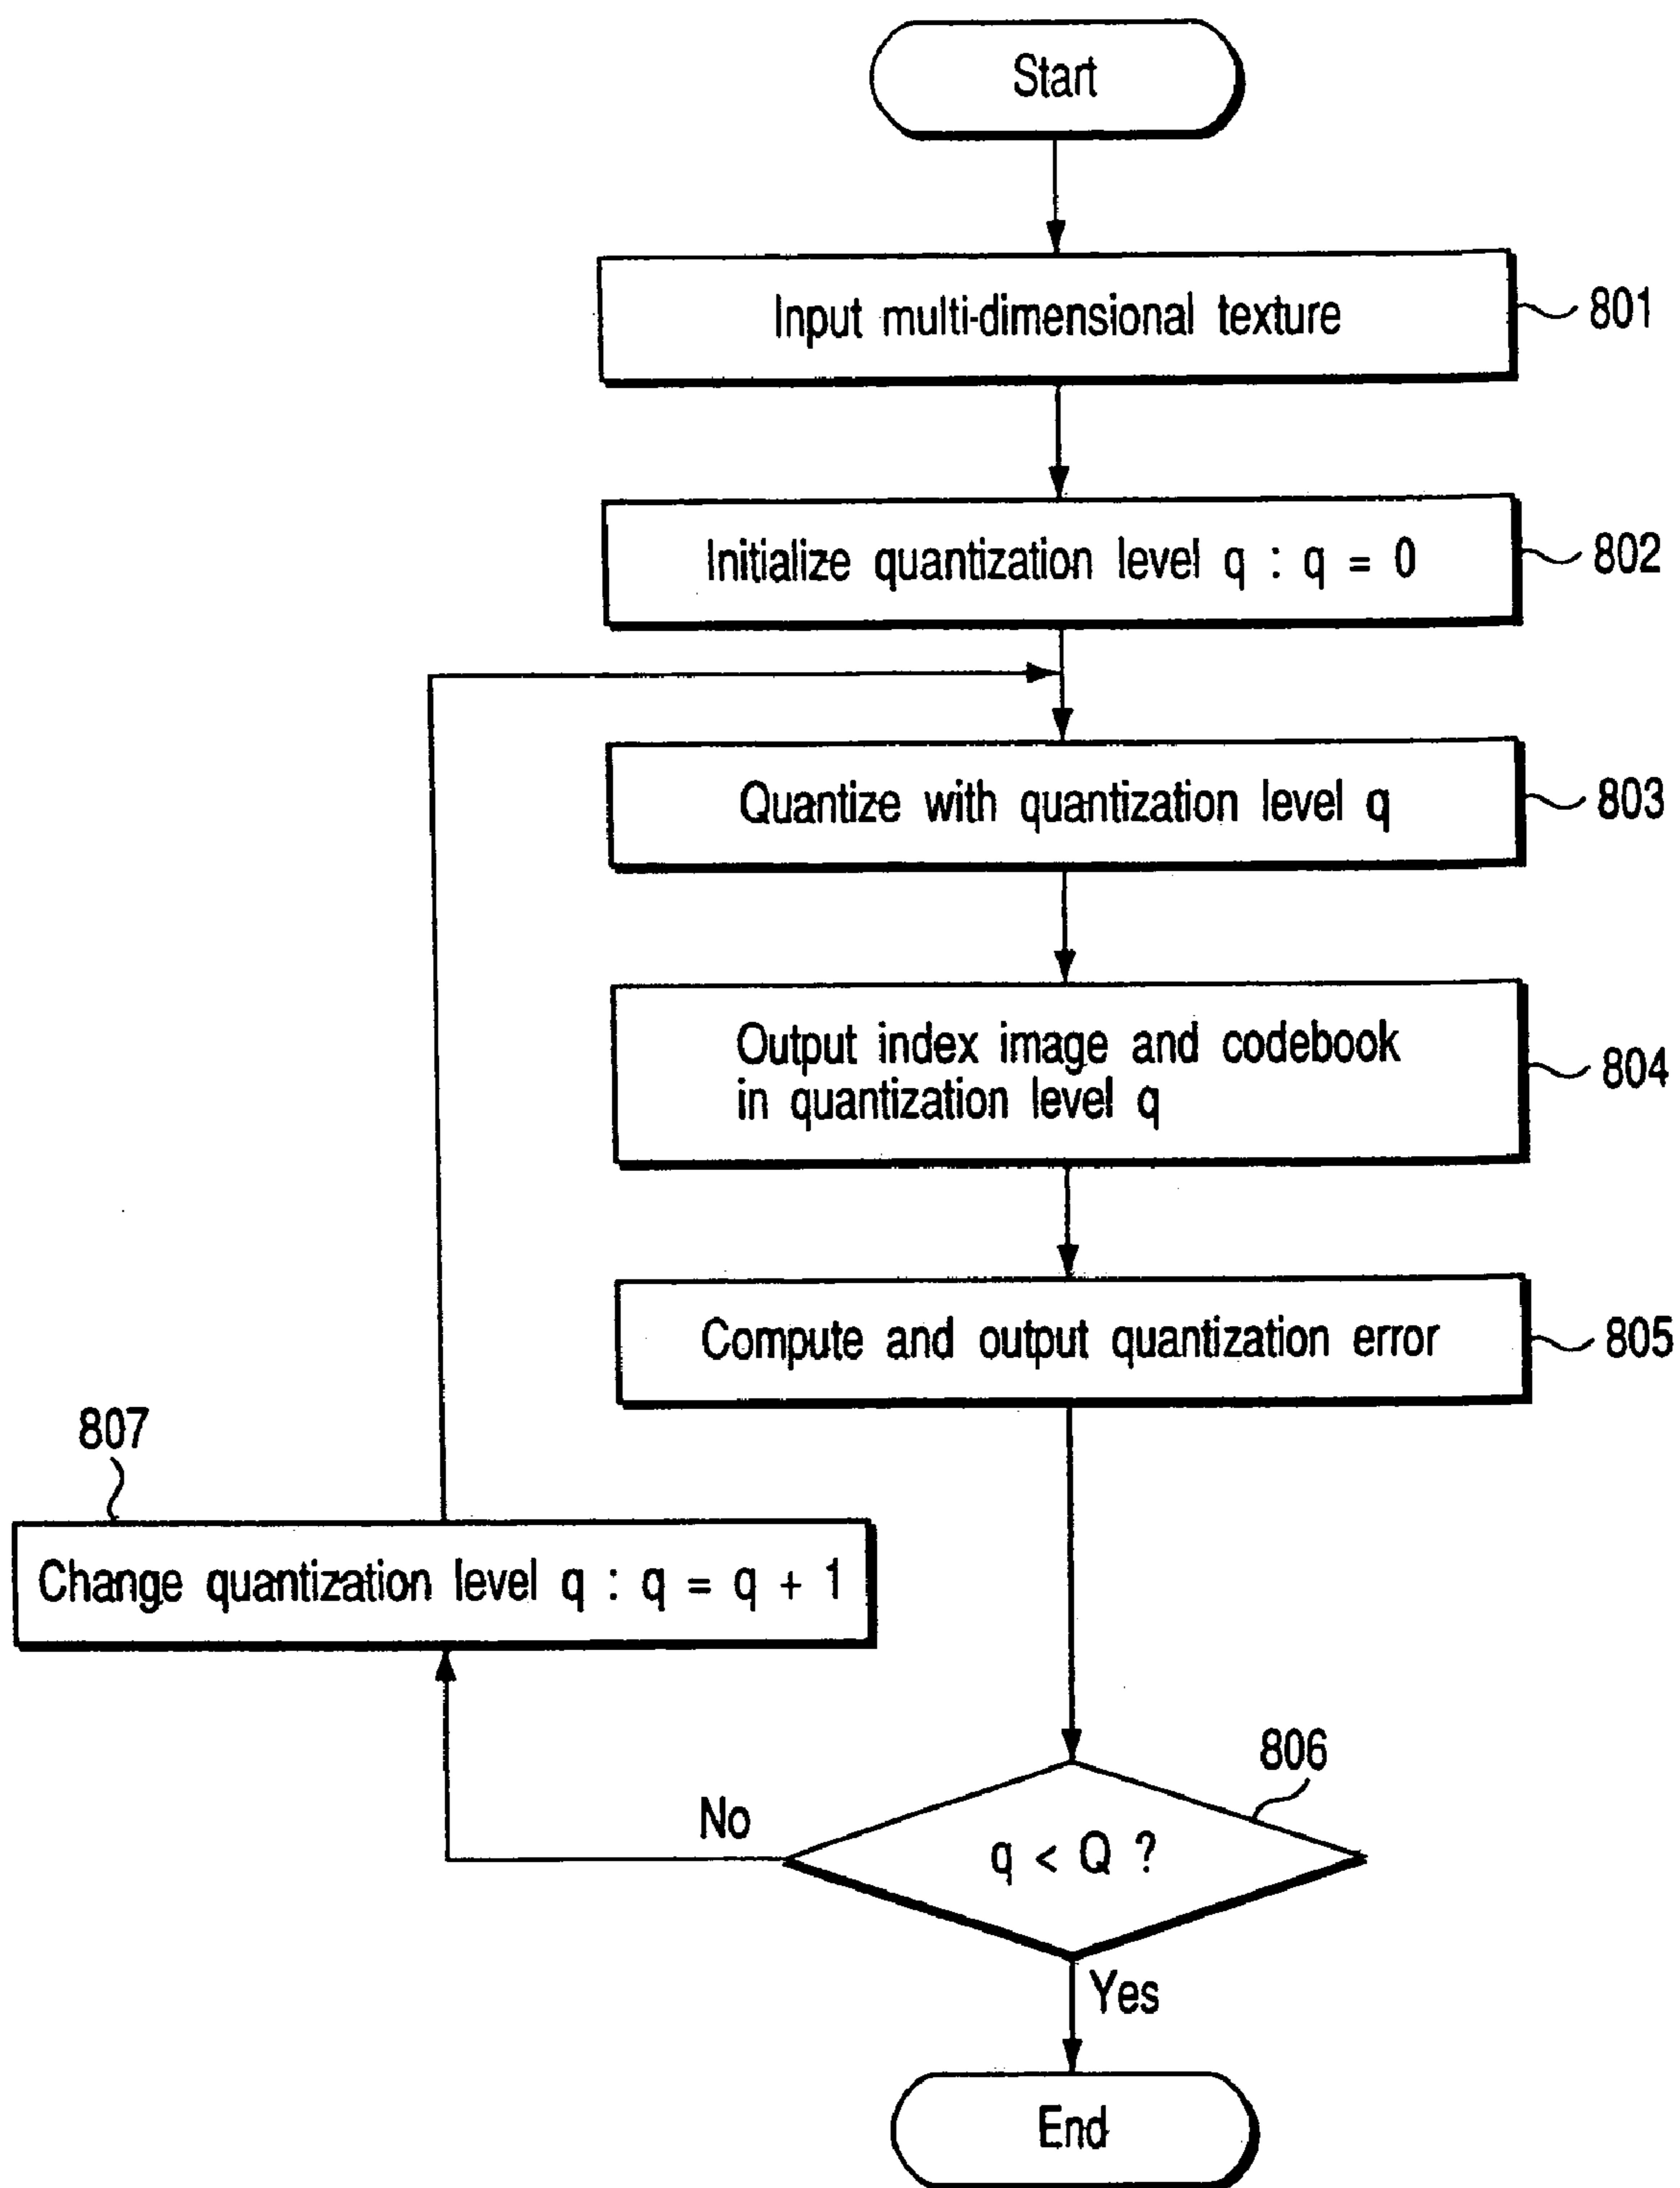 Start
Input multi-dimensional texture
801
Initialize quantization level q : q = 0
802
Quantize with quantization level q
803
Output index image and codebook
in quantization level q
804
Compute and output quantization error
805
807
Change quantization level q : q = q + 1
806
No
q < Q ?
Yes
End